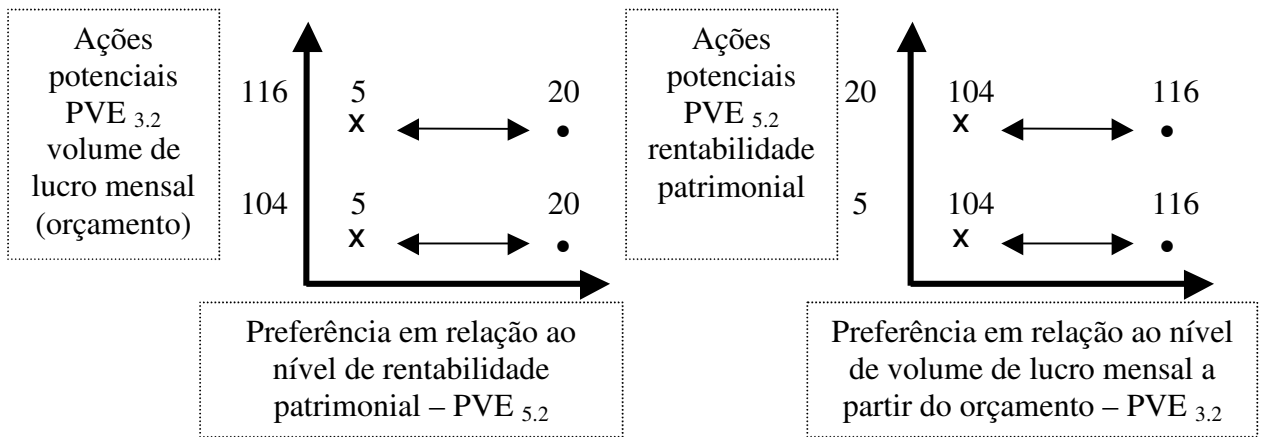 Ações
potenciais
PVE 3.2
volume de
lucro mensal
(orçamento)
116
5
20
x
•
104
5
20
x
•
Preferência em relação ao
nível de rentabilidade
patrimonial – PVE 5.2
Ações
potenciais
PVE 5.2
rentabilidade
patrimonial
20
104
116
x
•
5
104
116
x
•
Preferência em relação ao nível
de volume de lucro mensal a
partir do orçamento – PVE 3.2